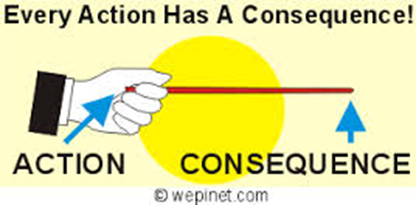 Every Action Has A Consequence!
ACTION CONSEQUENCE
© wepinet.com